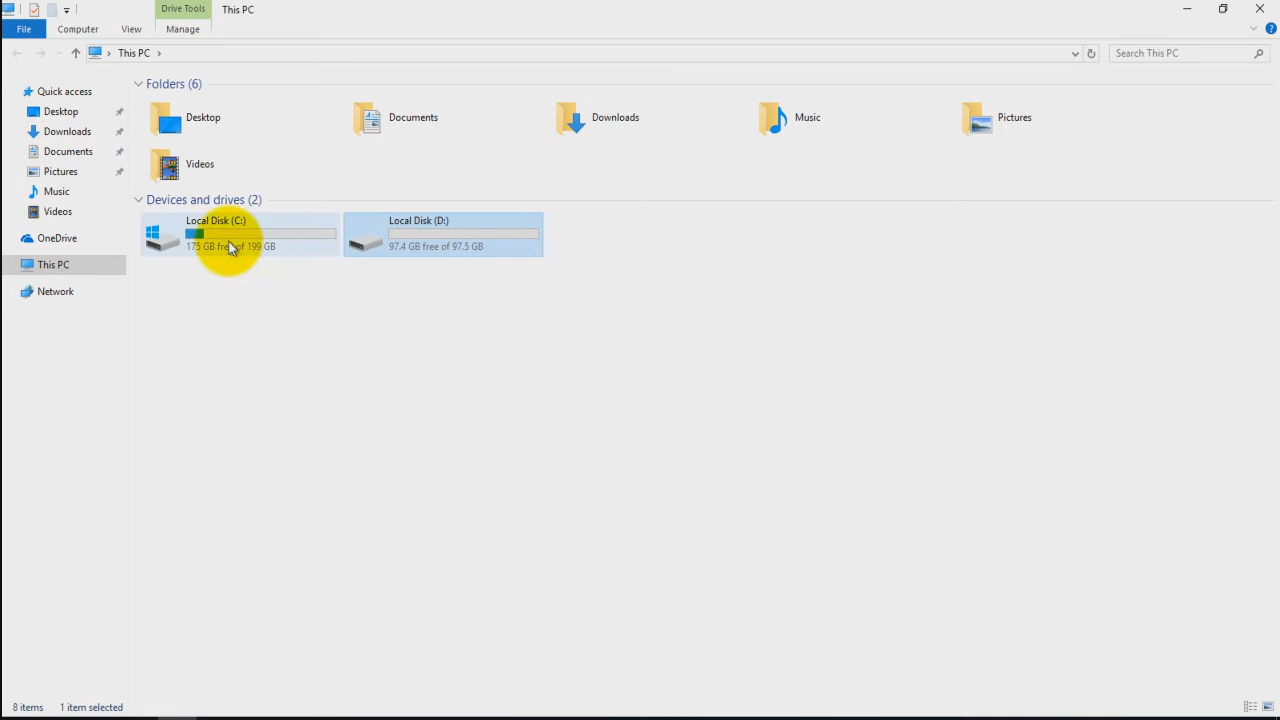 Drive Tools
This PC
File
Computer
View
Manage
This PC
Search This PC
Quick access
Desktop
Downloads
Documents
Pictures
Music
Videos
OneDrive
This PC
Network
Folders (6)
Desktop
Documents
Downloads
Music
Pictures
Videos
Devices and drives (2)
Local Disk (C:)
175 GB free of 199 GB
Local Disk (D:)
97.4 GB free of 97.5 GB
8 items
1 item selected